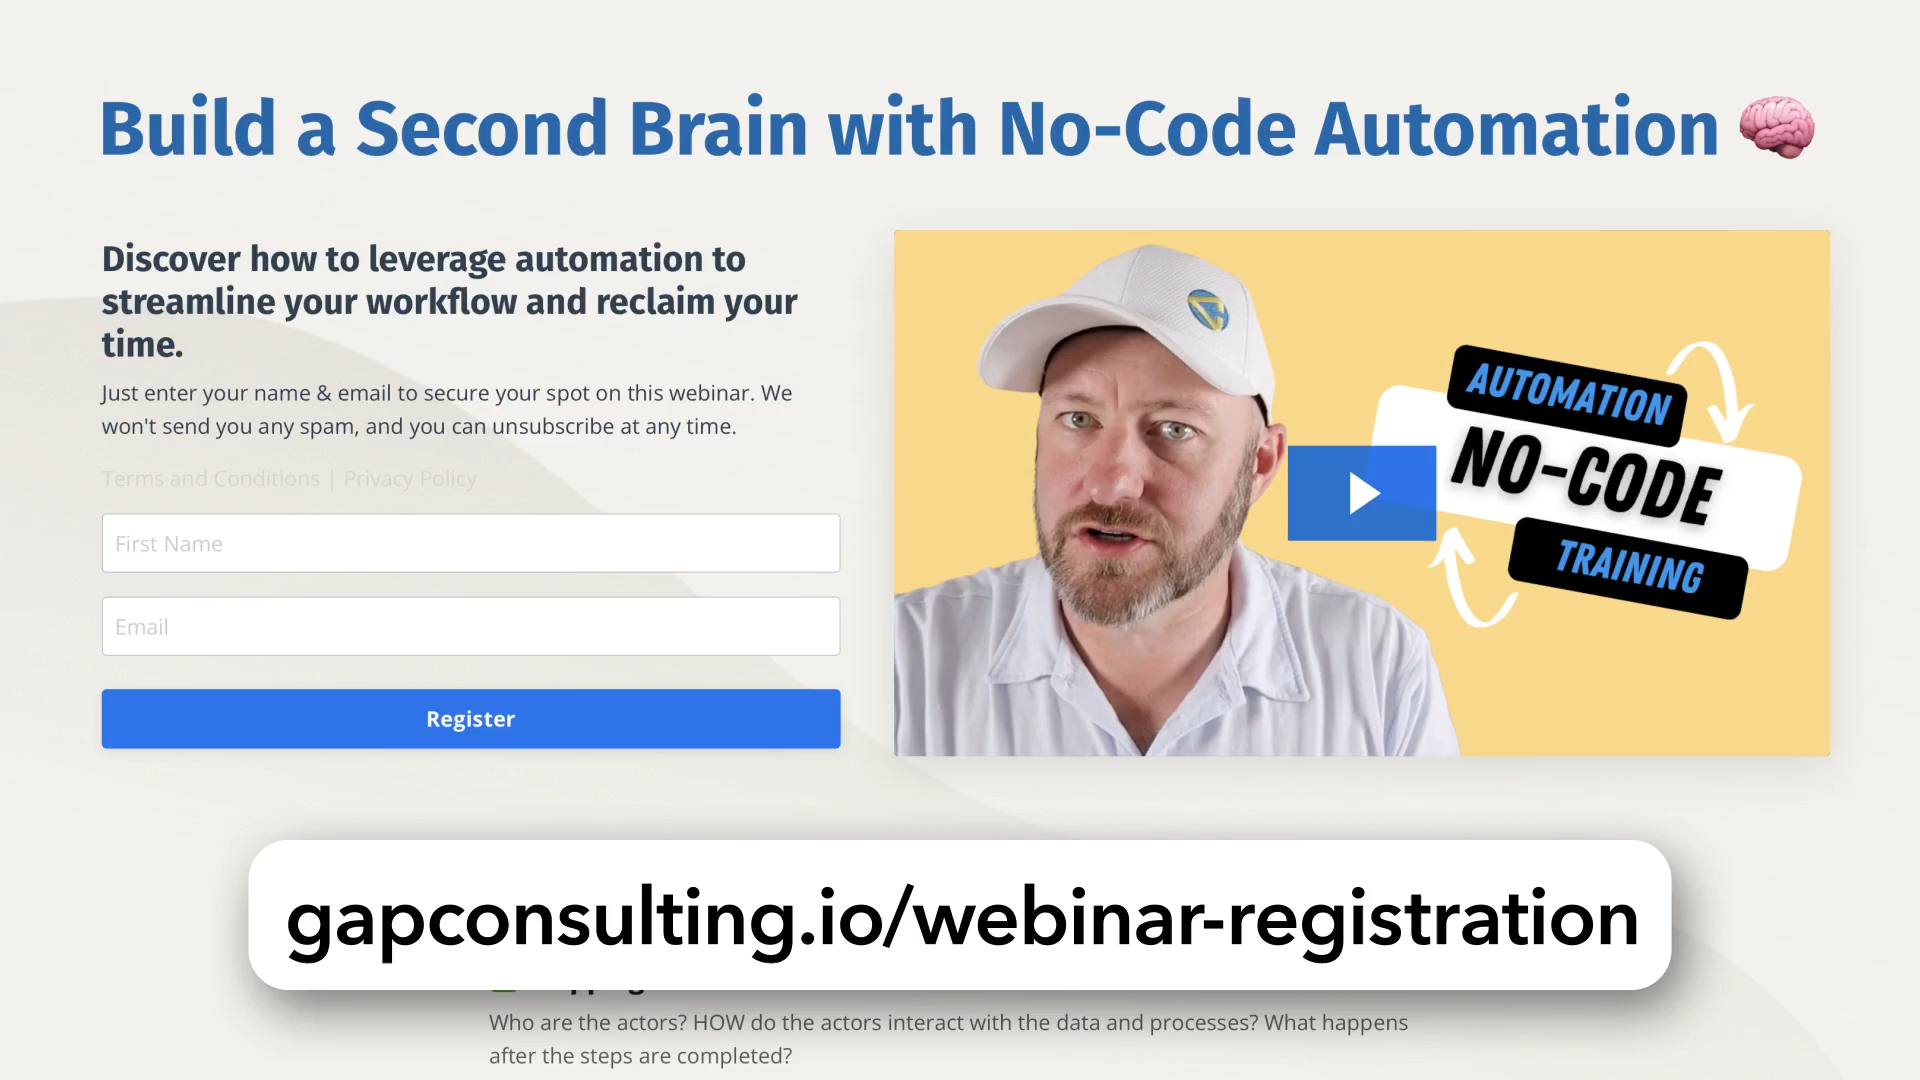 Build a Second Brain with No-Code Automation
Discover how to leverage automation to
streamline your workflow and reclaim your
time.
Just enter your name & email to secure your spot on this webinar. We
won't send you any spam, and you can unsubscribe at any time.
Terms and Conditions | Privacy Policy
First Name
Email
Register
AUTOMATION
NO-CODE
TRAINING
gapconsulting.io/webinar-registration
Who are the actors? HOW do the actors interact with the data and processes? What happens
after the steps are completed?